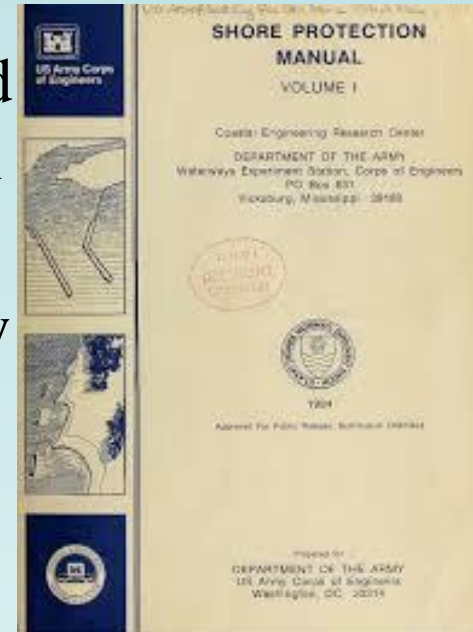 d
US Army Corps
of Engineers
SHORE PROTECTION
MANUAL
VOLUME I
Coastal Engineering Research Center
DEPARTMENT OF THE ARMY
Waterways Experiment Station, Corps of Engineers
PO Box 631
Vicksburg, Mississippi 39180
y
1984
Approved For Public Release; Distribution Unlimited
Prepared for
DEPARTMENT OF THE ARMY
US Army Corps of Engineers
Washington, DC 20314